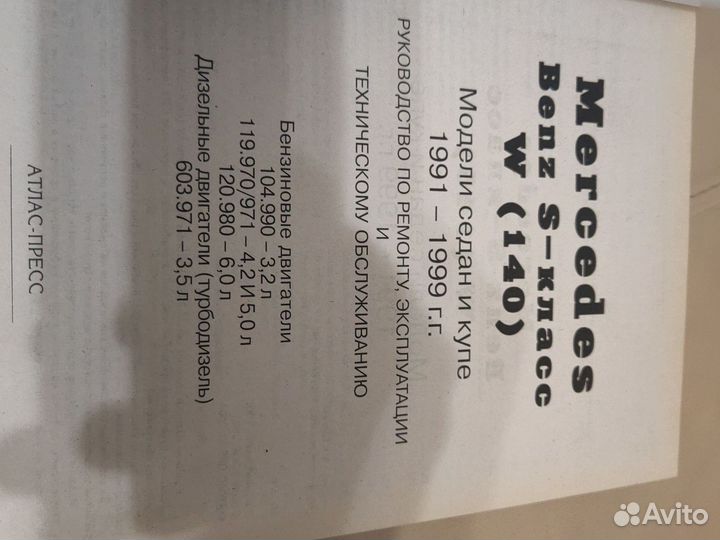 Mercedes
Benz S-класс
W (140)
Модели седан и купе
1991 – 1999 г.г.
РУКОВОДСТВО ПО РЕМОНТУ, ЭКСПЛУАТАЦИИ
И
ТЕХНИЧЕСКОМУ ОБСЛУЖИВАНИЮ
Бензиновые двигатели
104.990 – 3,2 л
119.970/971 – 4,2 И 5,0 л
120.980 – 6,0 л
Дизельные двигатели (турбодизель)
603.971 – 3,5 л
АТЛАС-ПРЕСС
Avito